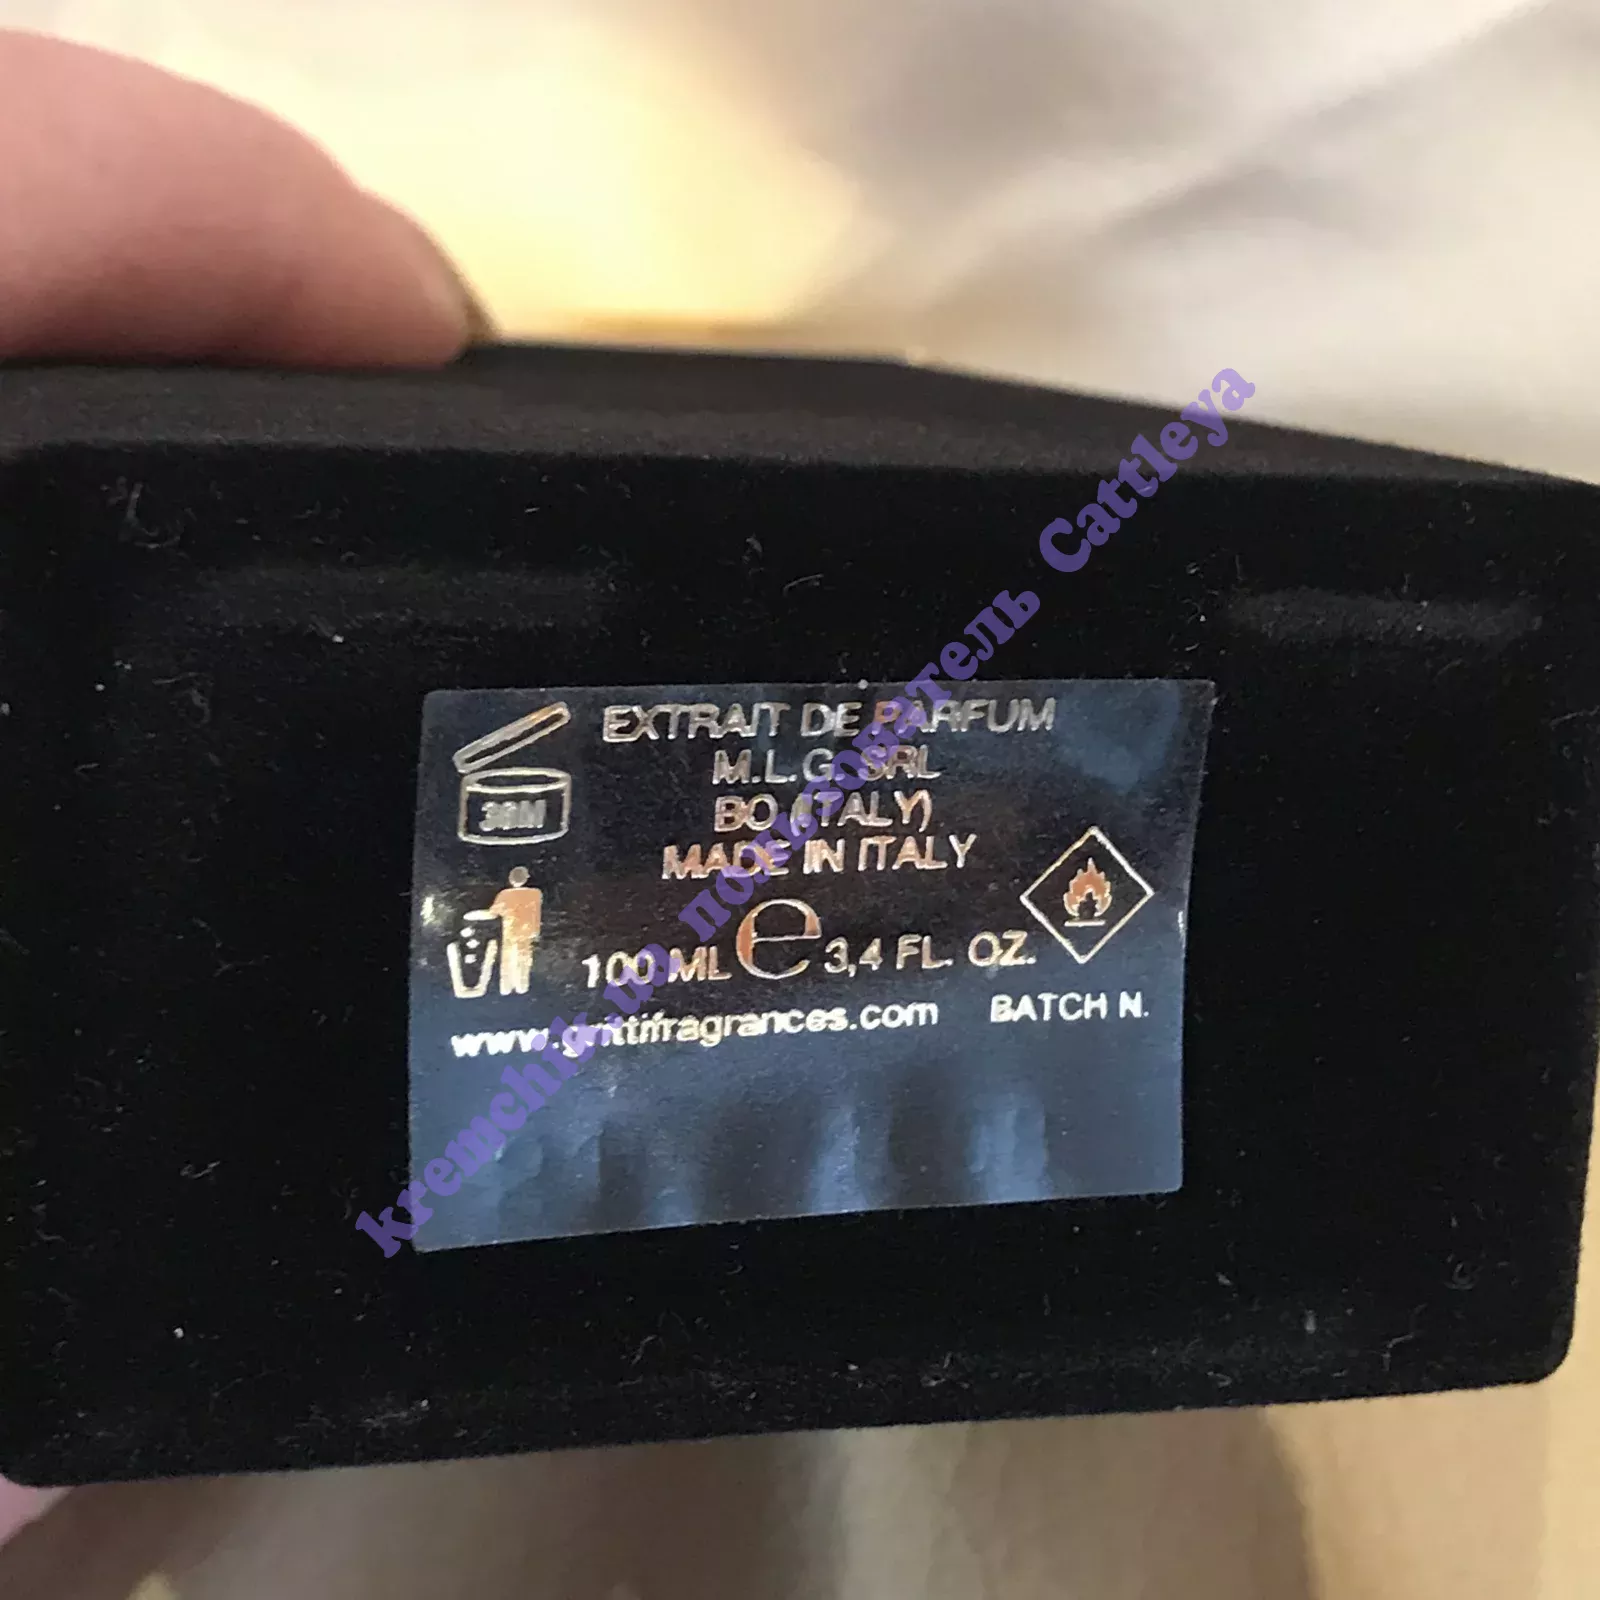 EXTRAIT DE PARFUM
M.L.G. SRL
BO (ITALY)
MADE IN ITALY
36M
100 ML e 3,4 FL. OZ.
www.grittifragrances.com BATCH N.
kremchik.ua пользователь Cattleya